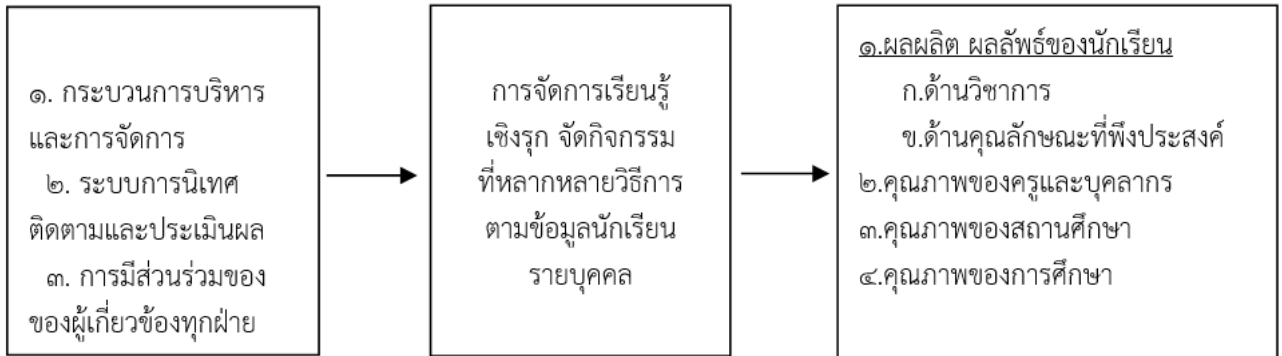 ๑. กระบวนการบริหาร
และการจัดการ
๒. ระบบการนิเทศ
ติดตามและประเมินผล
๓. การมีส่วนร่วมของ
ของผู้เกี่ยวข้องทุกฝ่าย
การจัดการเรียนรู้
เชิงรุก จัดกิจกรรม
ที่หลากหลายวิธีการ
ตามข้อมูลนักเรียน
รายบุคคล
๑.ผลผลิต ผลลัพธ์ของนักเรียน
ก.ด้านวิชาการ
ข.ด้านคุณลักษณะที่พึงประสงค์
๒.คุณภาพของครูและบุคลากร
๓.คุณภาพของสถานศึกษา
๔.คุณภาพของการศึกษา